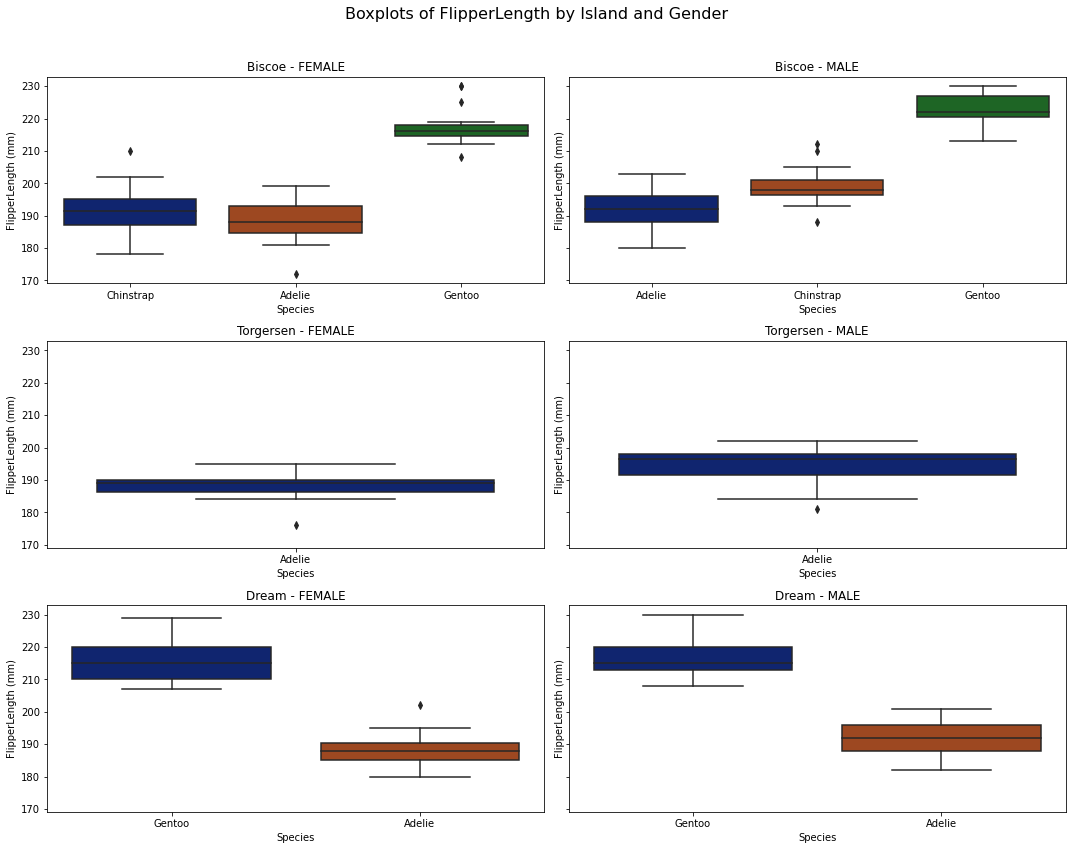 Boxplots of FlipperLength by Island and Gender
Biscoe - FEMALE
FlipperLength (mm)
230
220
210
200
190
180
170
Chinstrap Adelie Gentoo
Species
Biscoe - MALE
FlipperLength (mm)
Adelie Chinstrap Gentoo
Species
Torgersen - FEMALE
FlipperLength (mm)
230
220
210
200
190
180
170
Adelie
Species
Torgersen - MALE
FlipperLength (mm)
Adelie
Species
Dream - FEMALE
FlipperLength (mm)
230
220
210
200
190
180
170
Gentoo Adelie
Species
Dream - MALE
FlipperLength (mm)
Gentoo Adelie
Species